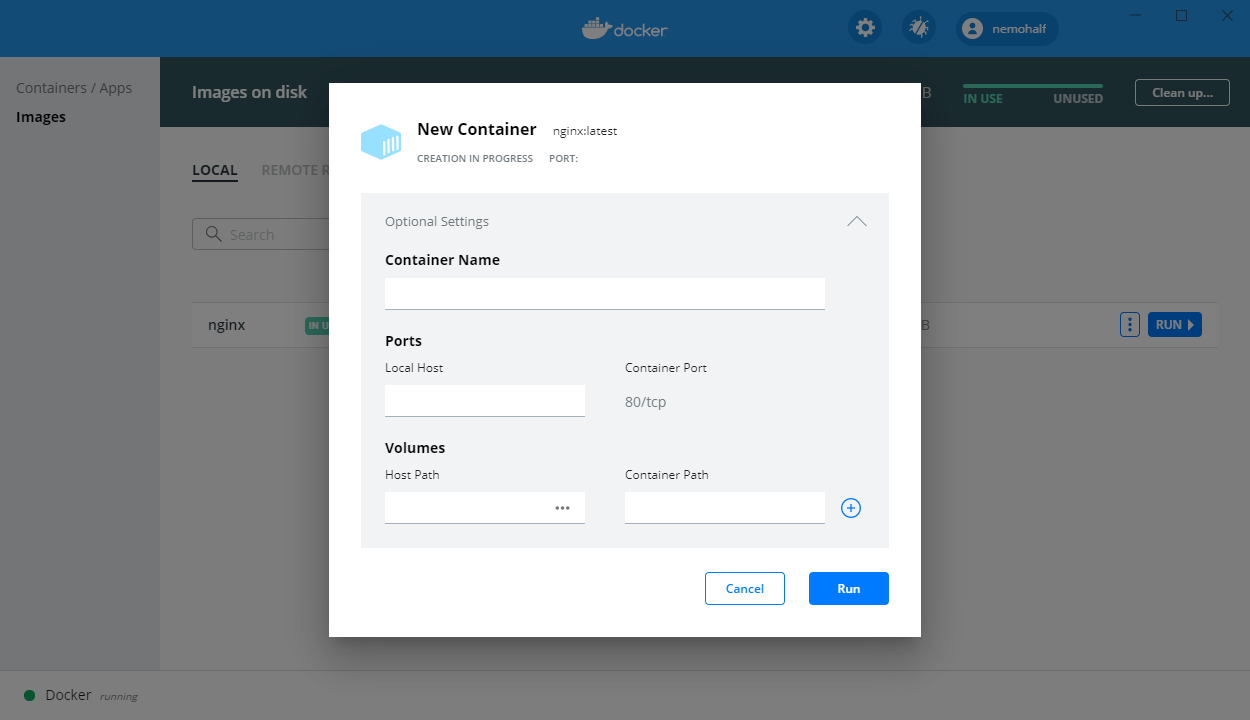 docker
nemohalf
Containers / Apps
Images
Images on disk
B
IN USE
UNUSED
Clean up...
New Container nginx:latest
CREATION IN PROGRESS PORT:
LOCAL
REMOTE R
Search
Optional Settings
Container Name
nginx
IN U
B
RUN
Ports
Local Host
Container Port
80/tcp
Volumes
Host Path
Container Path
Cancel
Run
Docker running